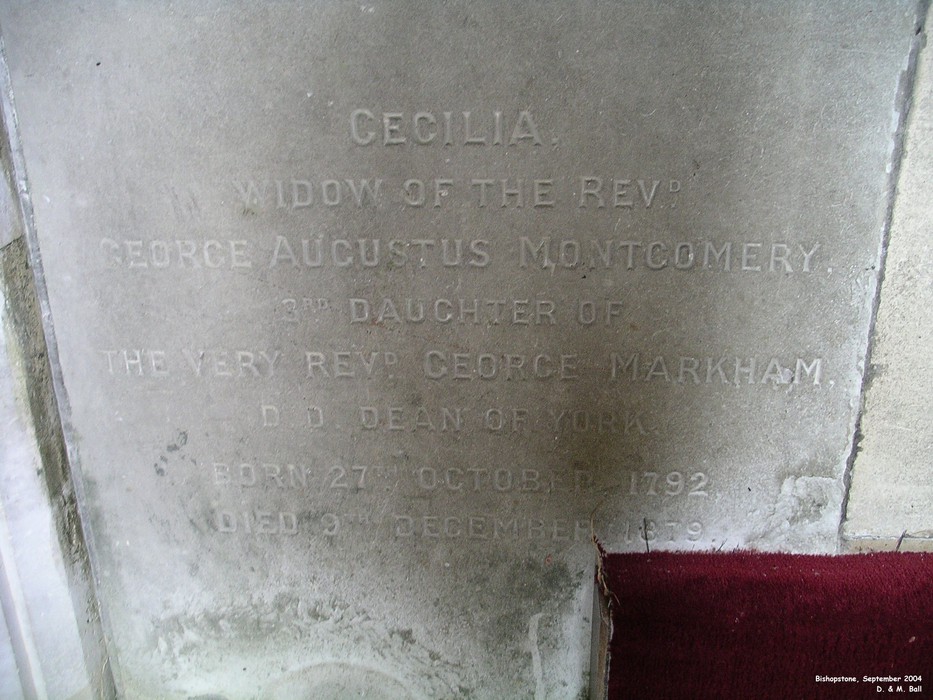 CECILIA,
WIDOW OF THE REVD
GEORGE AUGUSTUS MONTGOMERY,
3RD DAUGHTER OF
THE VERY REVD GEORGE MARKHAM,
D.D. DEAN OF YORK.
BORN 27TH OCTOBER 1792
DIED 9TH DECEMBER 1879.
Bishopstone, September 2004
D. & M. Ball